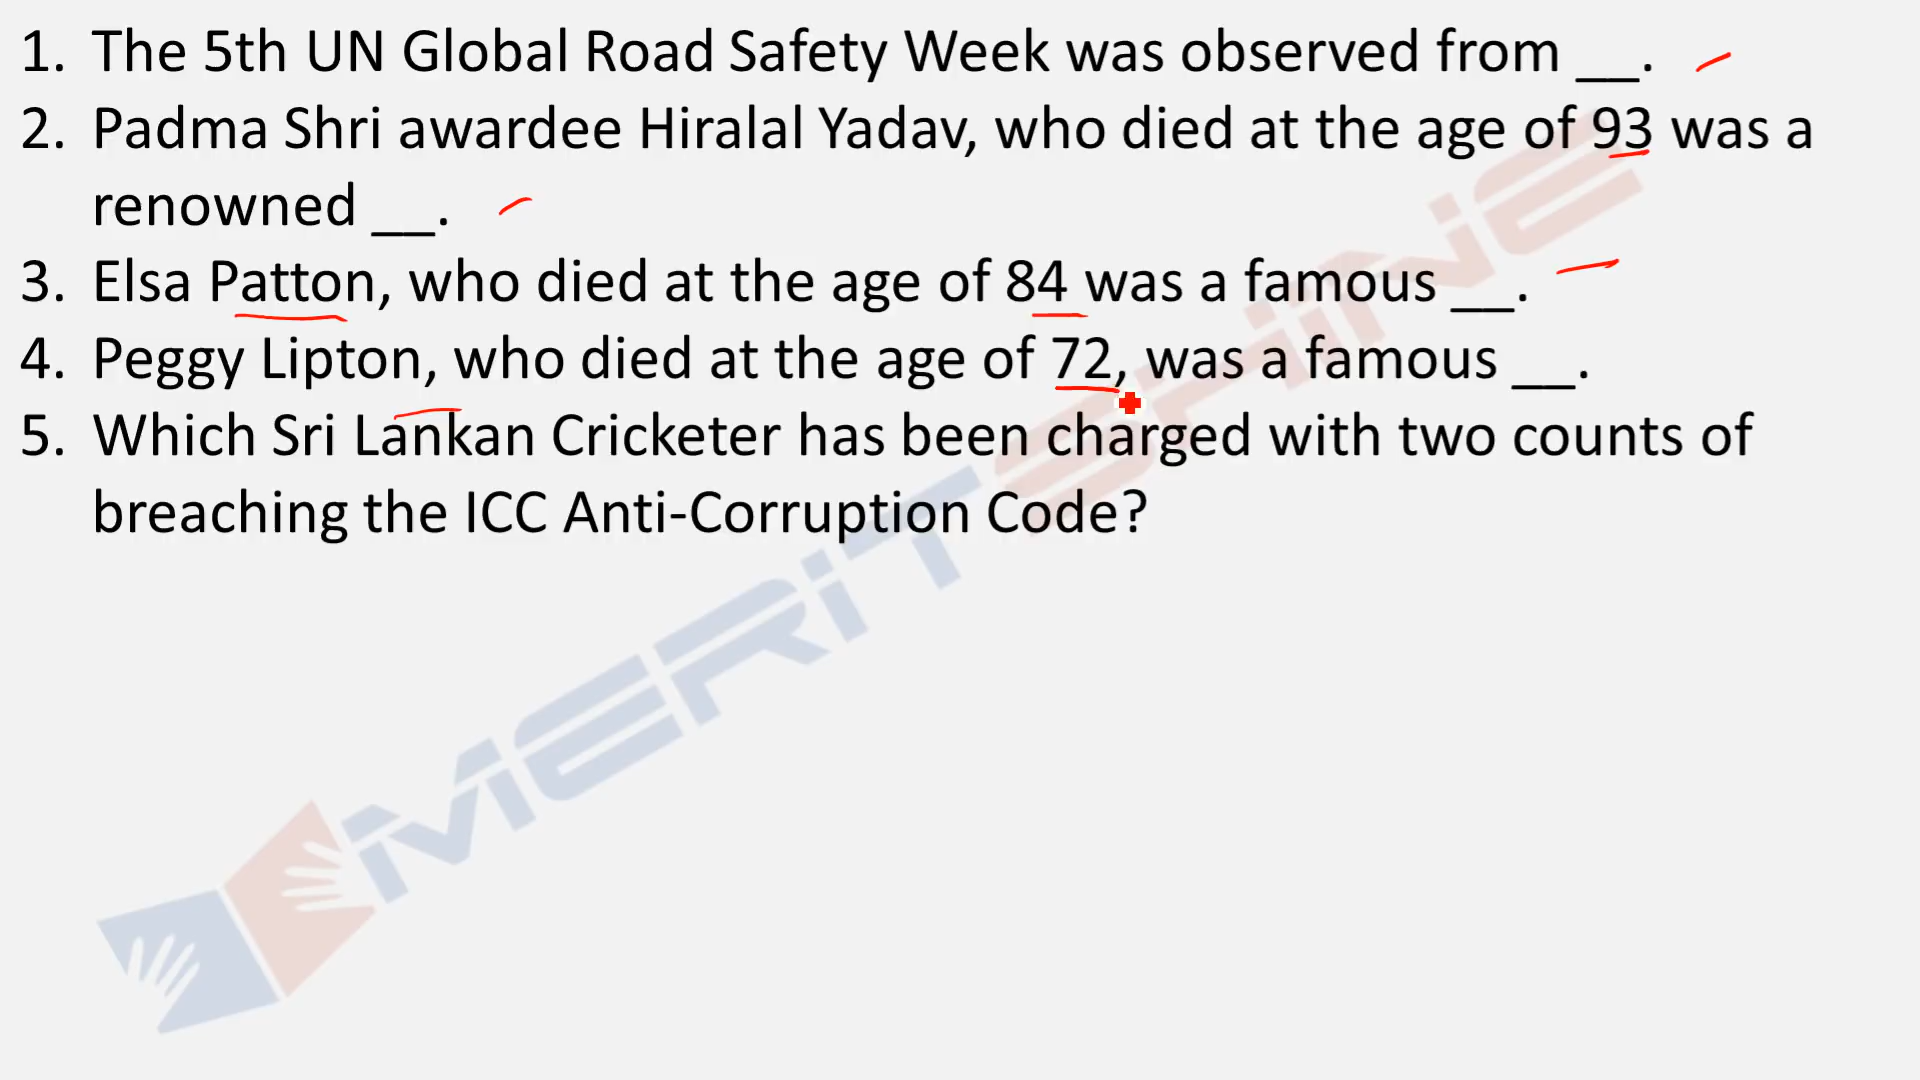 1. The 5th UN Global Road Safety Week was observed from __.
2. Padma Shri awardee Hiralal Yadav, who died at the age of 93 was a
renowned __.
3. Elsa Patton, who died at the age of 84 was a famous __.
4. Peggy Lipton, who died at the age of 72, was a famous __.
5. Which Sri Lankan Cricketer has been charged with two counts of
breaching the ICC Anti-Corruption Code?
MERITSHINE